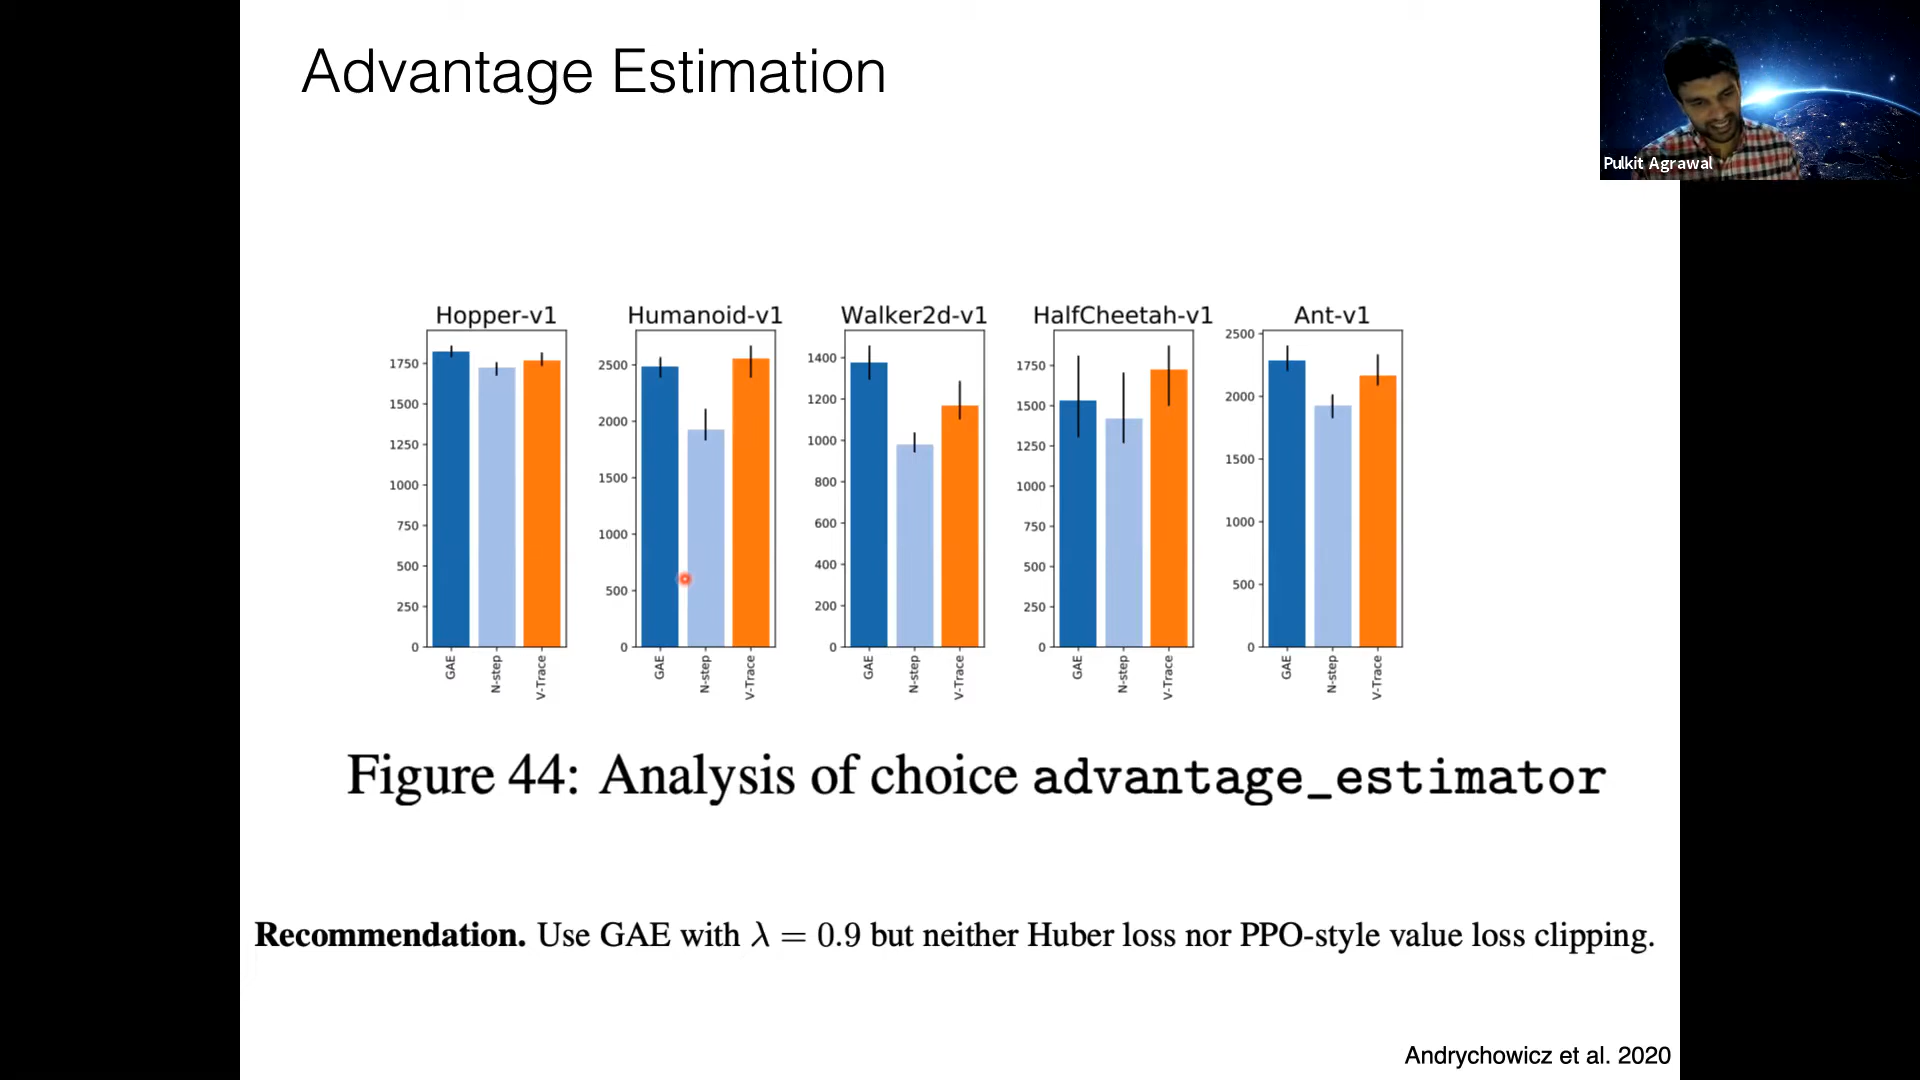 Advantage Estimation
Pulkit Agrawal
Hopper-v1
1750
1500
1250
1000
750
500
250
0
GAE
N-step
V-Trace
Humanoid-v1
2500
2000
1500
1000
500
0
GAE
N-step
V-Trace
Walker2d-v1
1400
1200
1000
800
600
400
200
0
GAE
N-step
V-Trace
HalfCheetah-v1
1750
1500
1250
1000
750
500
250
0
GAE
N-step
V-Trace
Ant-v1
2500
2000
1500
1000
500
0
GAE
N-step
V-Trace
Figure 44: Analysis of choice advantage_estimator
Recommendation. Use GAE with λ = 0.9 but neither Huber loss nor PPO-style value loss clipping.
Andrychowicz et al. 2020